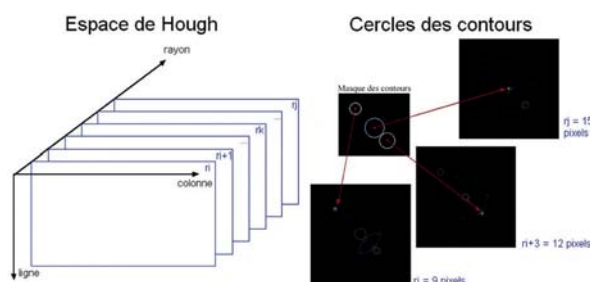 Espace de Hough
rayon
rj
rk
ri+1
ri
colonne
ligne
Cercles des contours
Masque des contours
rj = 15
pixels
ri+3 = 12 pixels
ri = 9 pixels